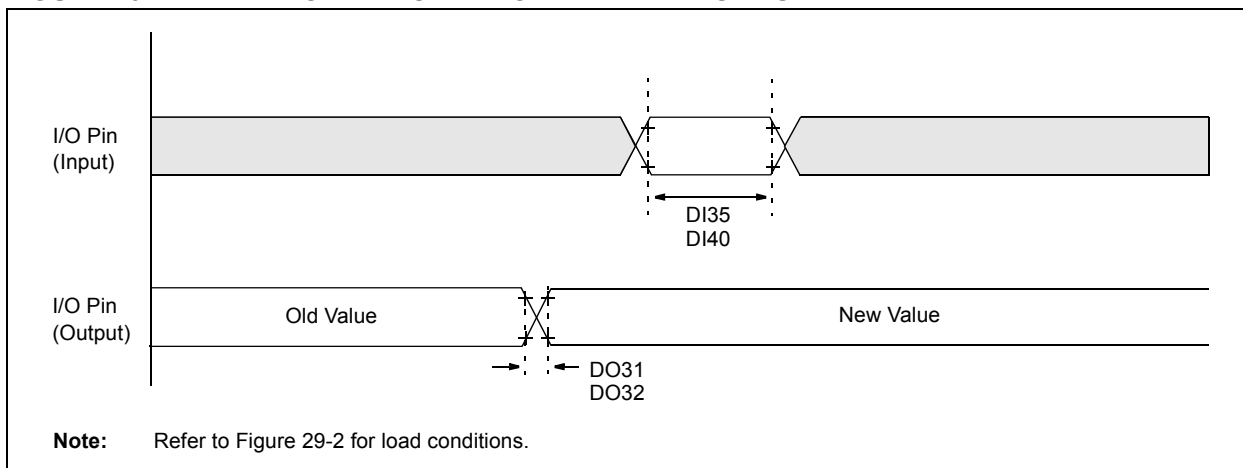 I/O Pin
(Input)
DI35
DI40
I/O Pin
(Output)
Old Value
New Value
DO31
DO32
Note: Refer to Figure 29-2 for load conditions.